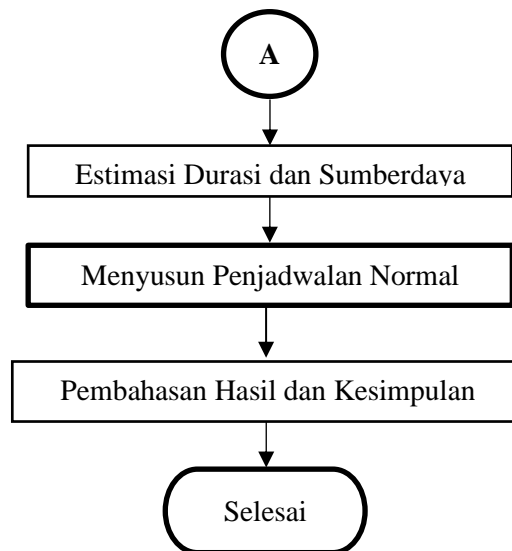 A
Estimasi Durasi dan Sumberdaya
Menyusun Penjadwalan Normal
Pembahasan Hasil dan Kesimpulan
Selesai